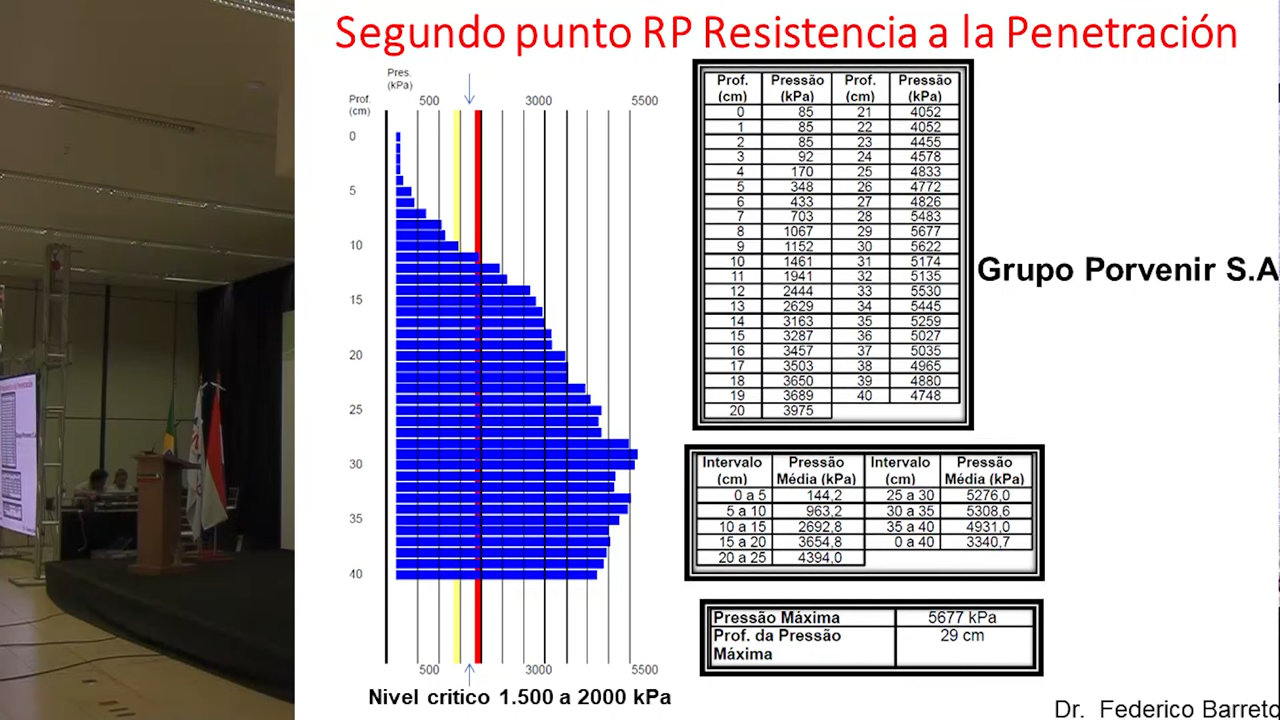 Segundo punto RP Resistencia a la Penetración
Pres.
(kPa)
Prof.
(cm)
500 3000 5500
0
5
10
15
20
25
30
35
40
500 3000 5500
Nivel critico 1.500 a 2000 kPa
Prof. (cm) Pressão (kPa) Prof. (cm) Pressão (kPa)
0 85 21 4052
1 85 22 4052
2 85 23 4455
3 92 24 4578
4 170 25 4833
5 348 26 4772
6 433 27 4826
7 703 28 5483
8 1067 29 5677
9 1152 30 5622
10 1461 31 5174
11 1941 32 5135
12 2444 33 5530
13 2629 34 5445
14 3163 35 5259
15 3287 36 5027
16 3457 37 5035
17 3503 38 4965
18 3650 39 4880
19 3689 40 4748
20 3975
Grupo Porvenir S.A
Intervalo (cm) Pressão Média (kPa) Intervalo (cm) Pressão Média (kPa)
0 a 5 144,2 25 a 30 5276,0
5 a 10 963,2 30 a 35 5308,6
10 a 15 2692,8 35 a 40 4931,0
15 a 20 3654,8 0 a 40 3340,7
20 a 25 4394,0
Pressão Máxima 5677 kPa
Prof. da Pressão 29 cm
Máxima
Dr. Federico Barreto